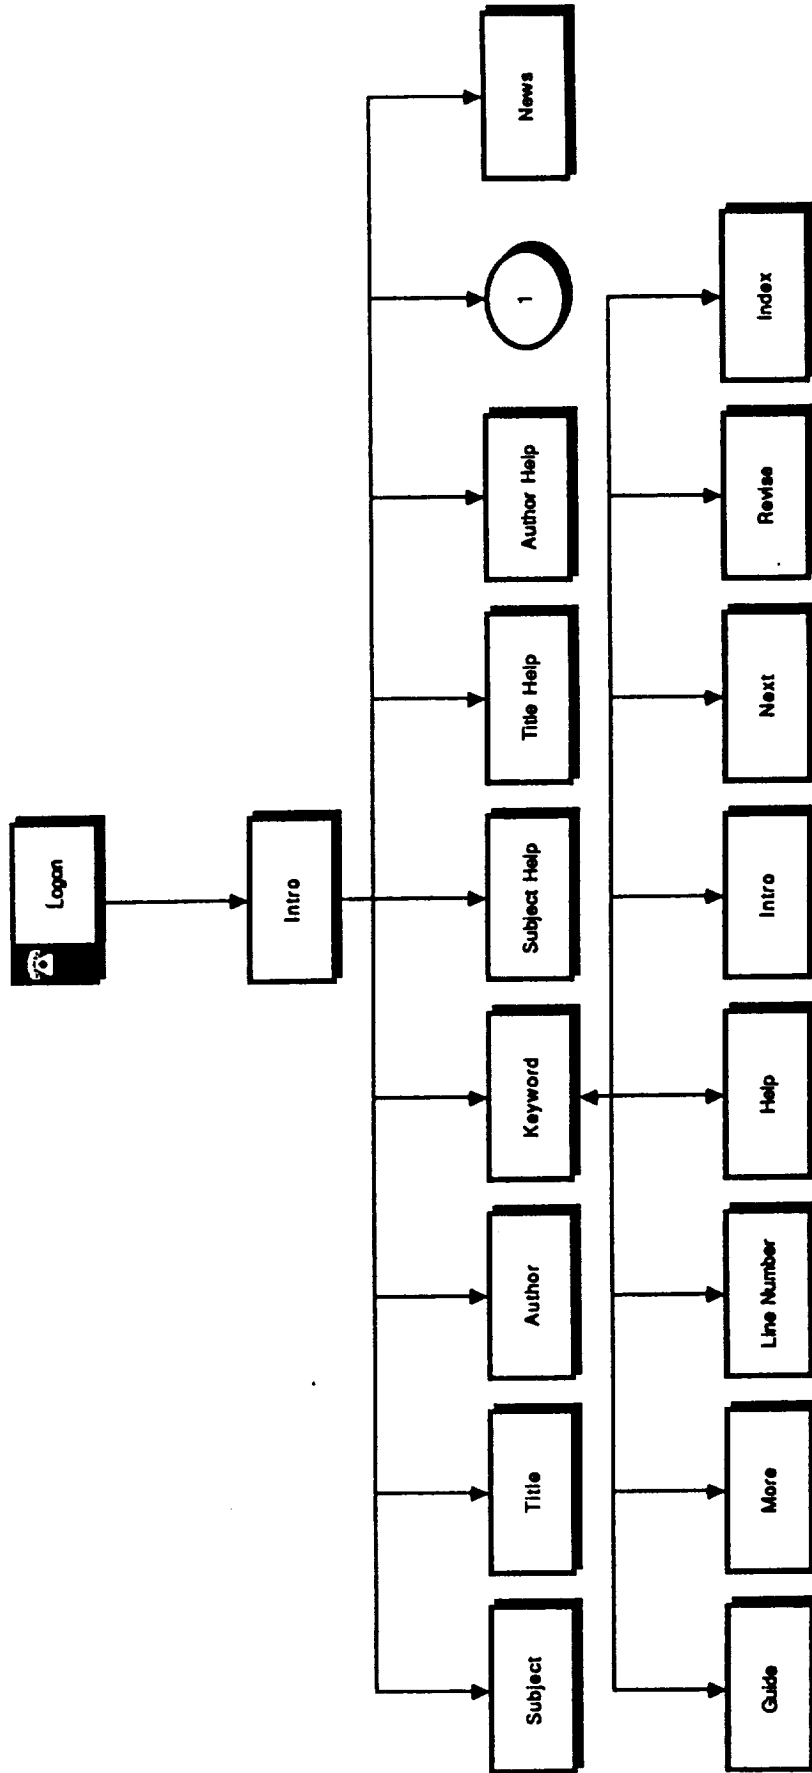 Logon
Intro
Subject
Title
Author
Keyword
Subject Help
Title Help
Author Help
1
News
Guide
More
Line Number
Help
Intro
Next
Revise
Index